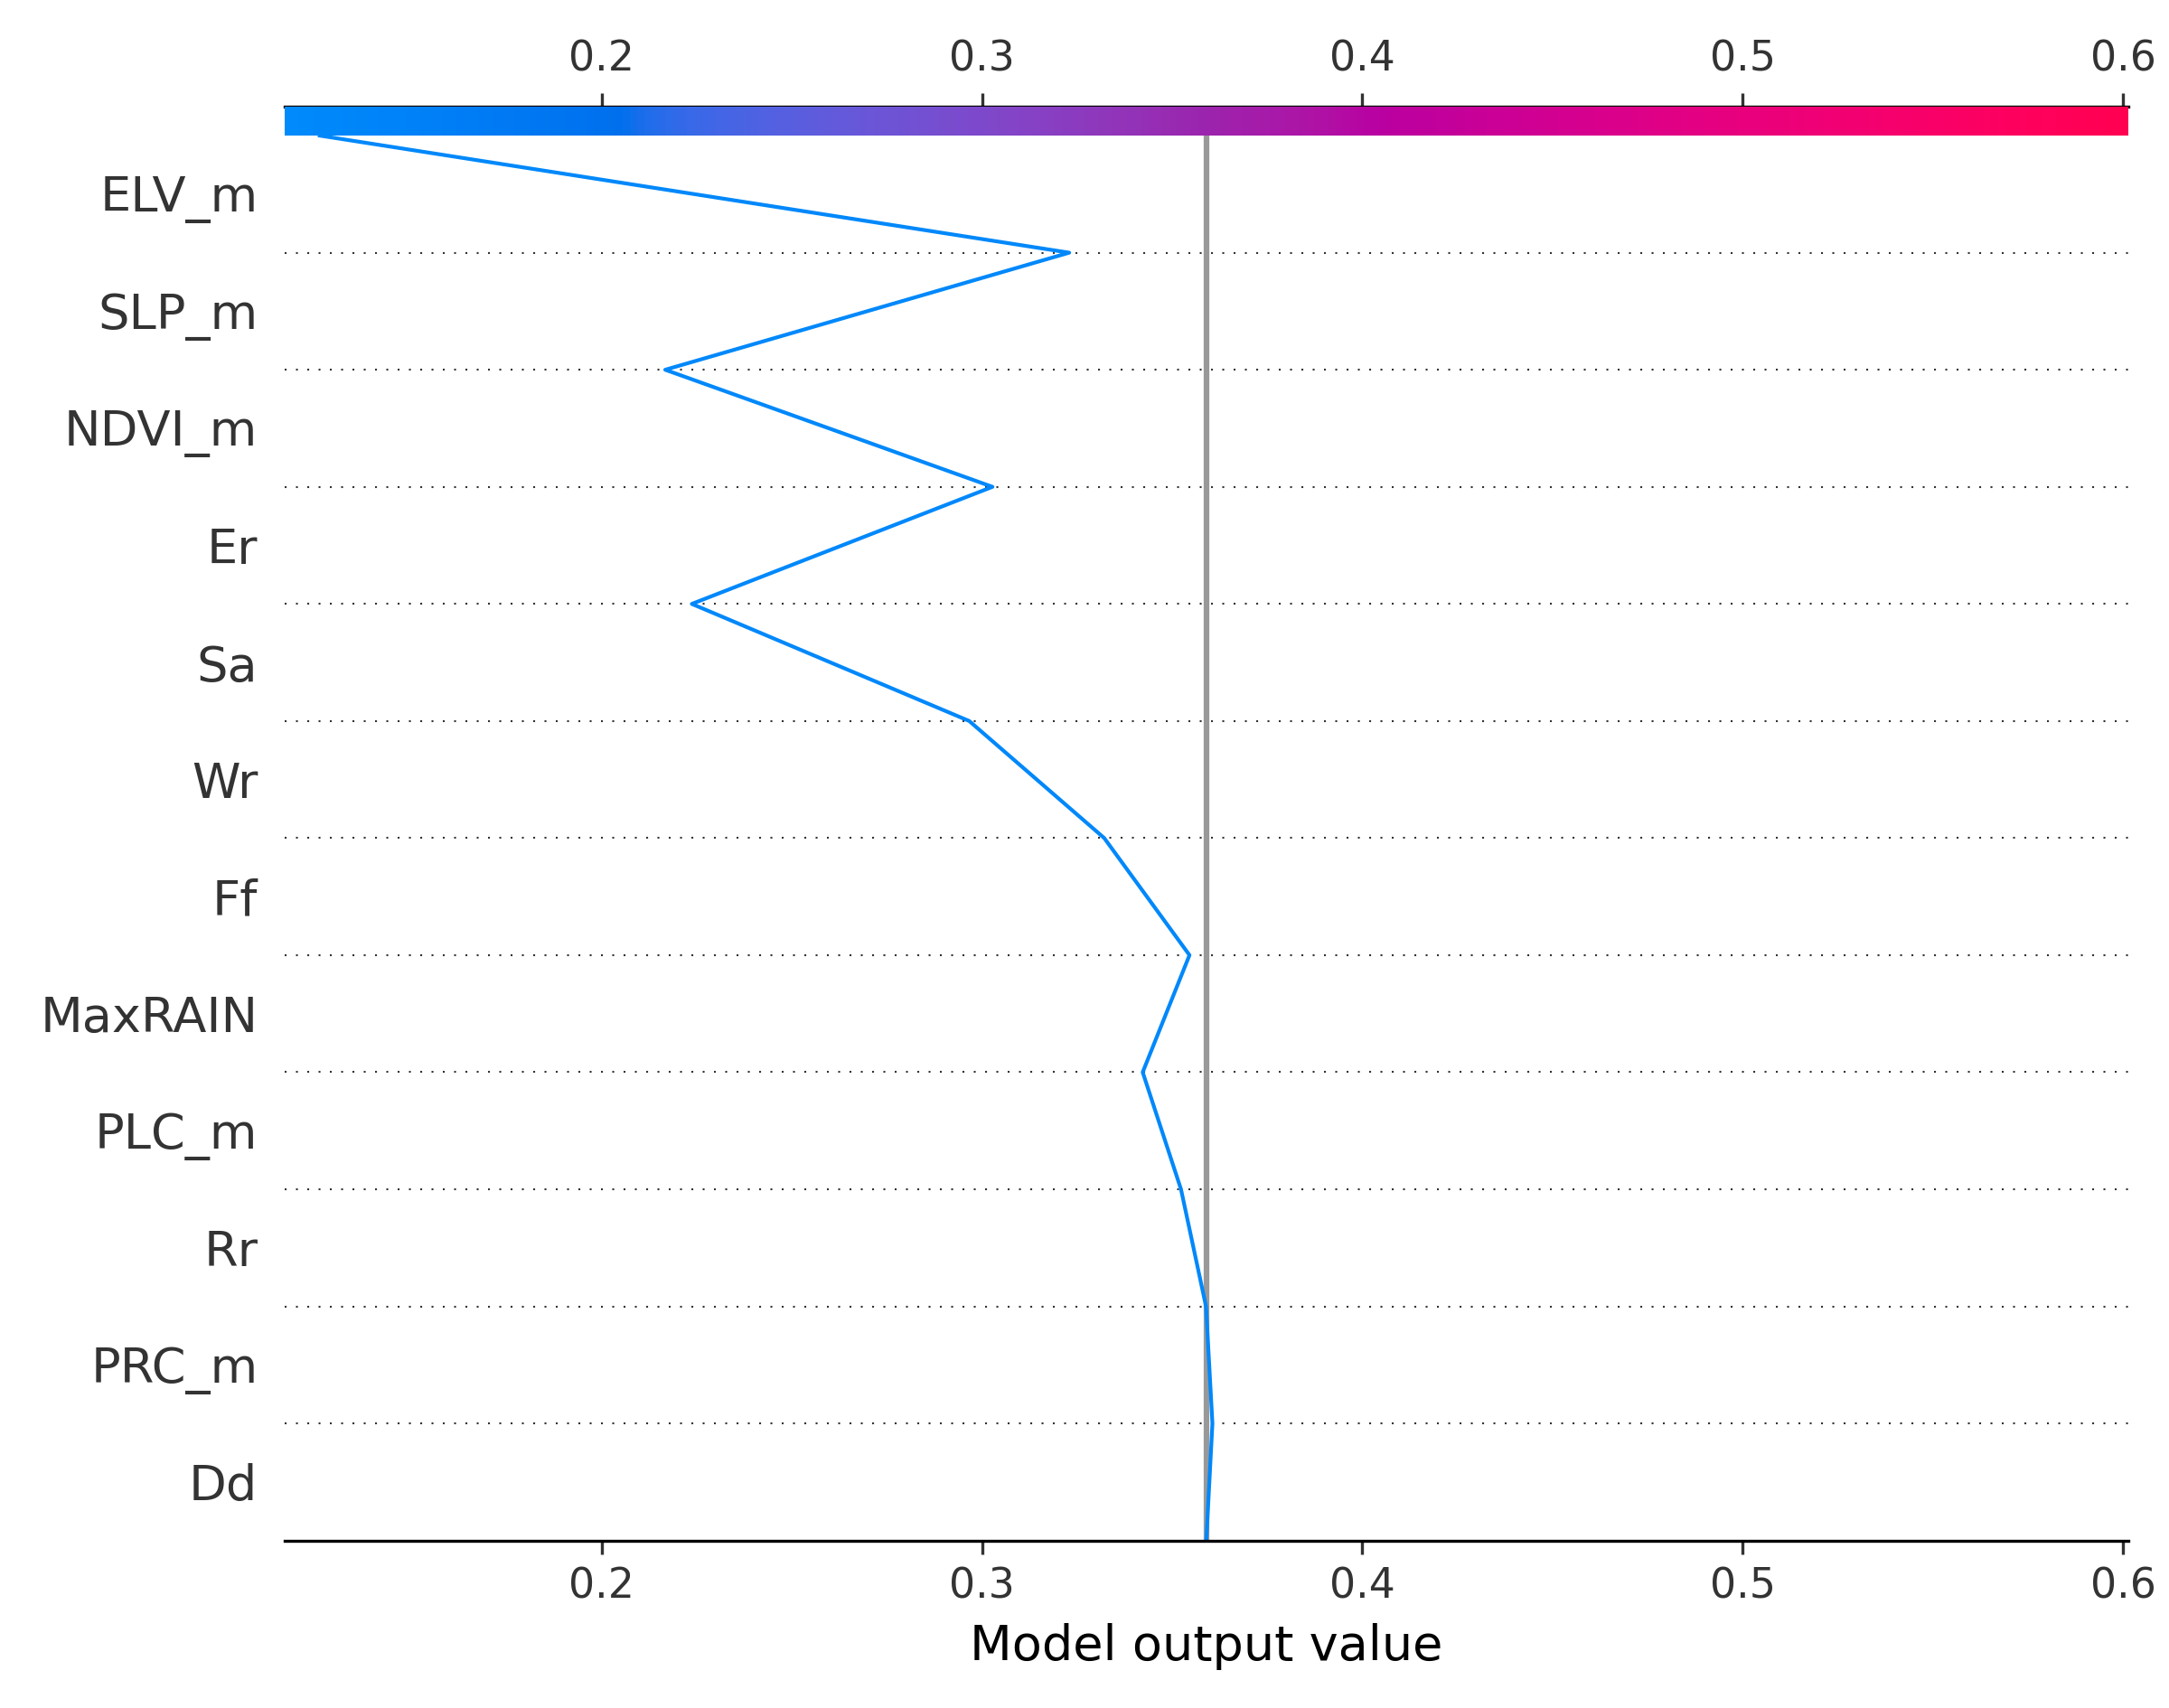 0.2 0.3 0.4 0.5 0.6
ELV_m
SLP_m
NDVI_m
Er
Sa
Wr
Ff
MaxRAIN
PLC_m
Rr
PRC_m
Dd
0.2 0.3 0.4 0.5 0.6
Model output value